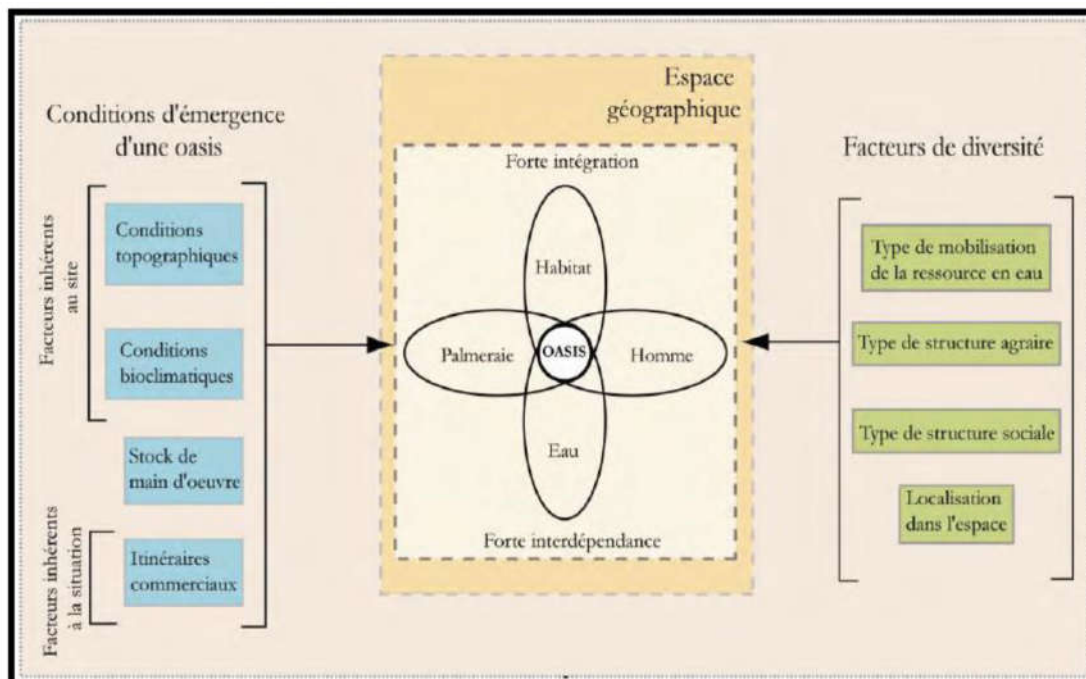 Conditions d'émergence
d'une oasis
Facteurs inhérents
au site
Conditions
topographiques
Conditions
bioclimatiques
Stock de
main d'oeuvre
Facteurs inhérents
à la situation
Itinéraires
commerciaux
Espace
géographique
Forte intégration
Habitat
Palmeraie
OASIS
Homme
Eau
Forte interdépendance
Facteurs de diversité
Type de mobilisation
de la ressource en eau
Type de structure agraire
Type de structure sociale
Localisation
dans l'espace